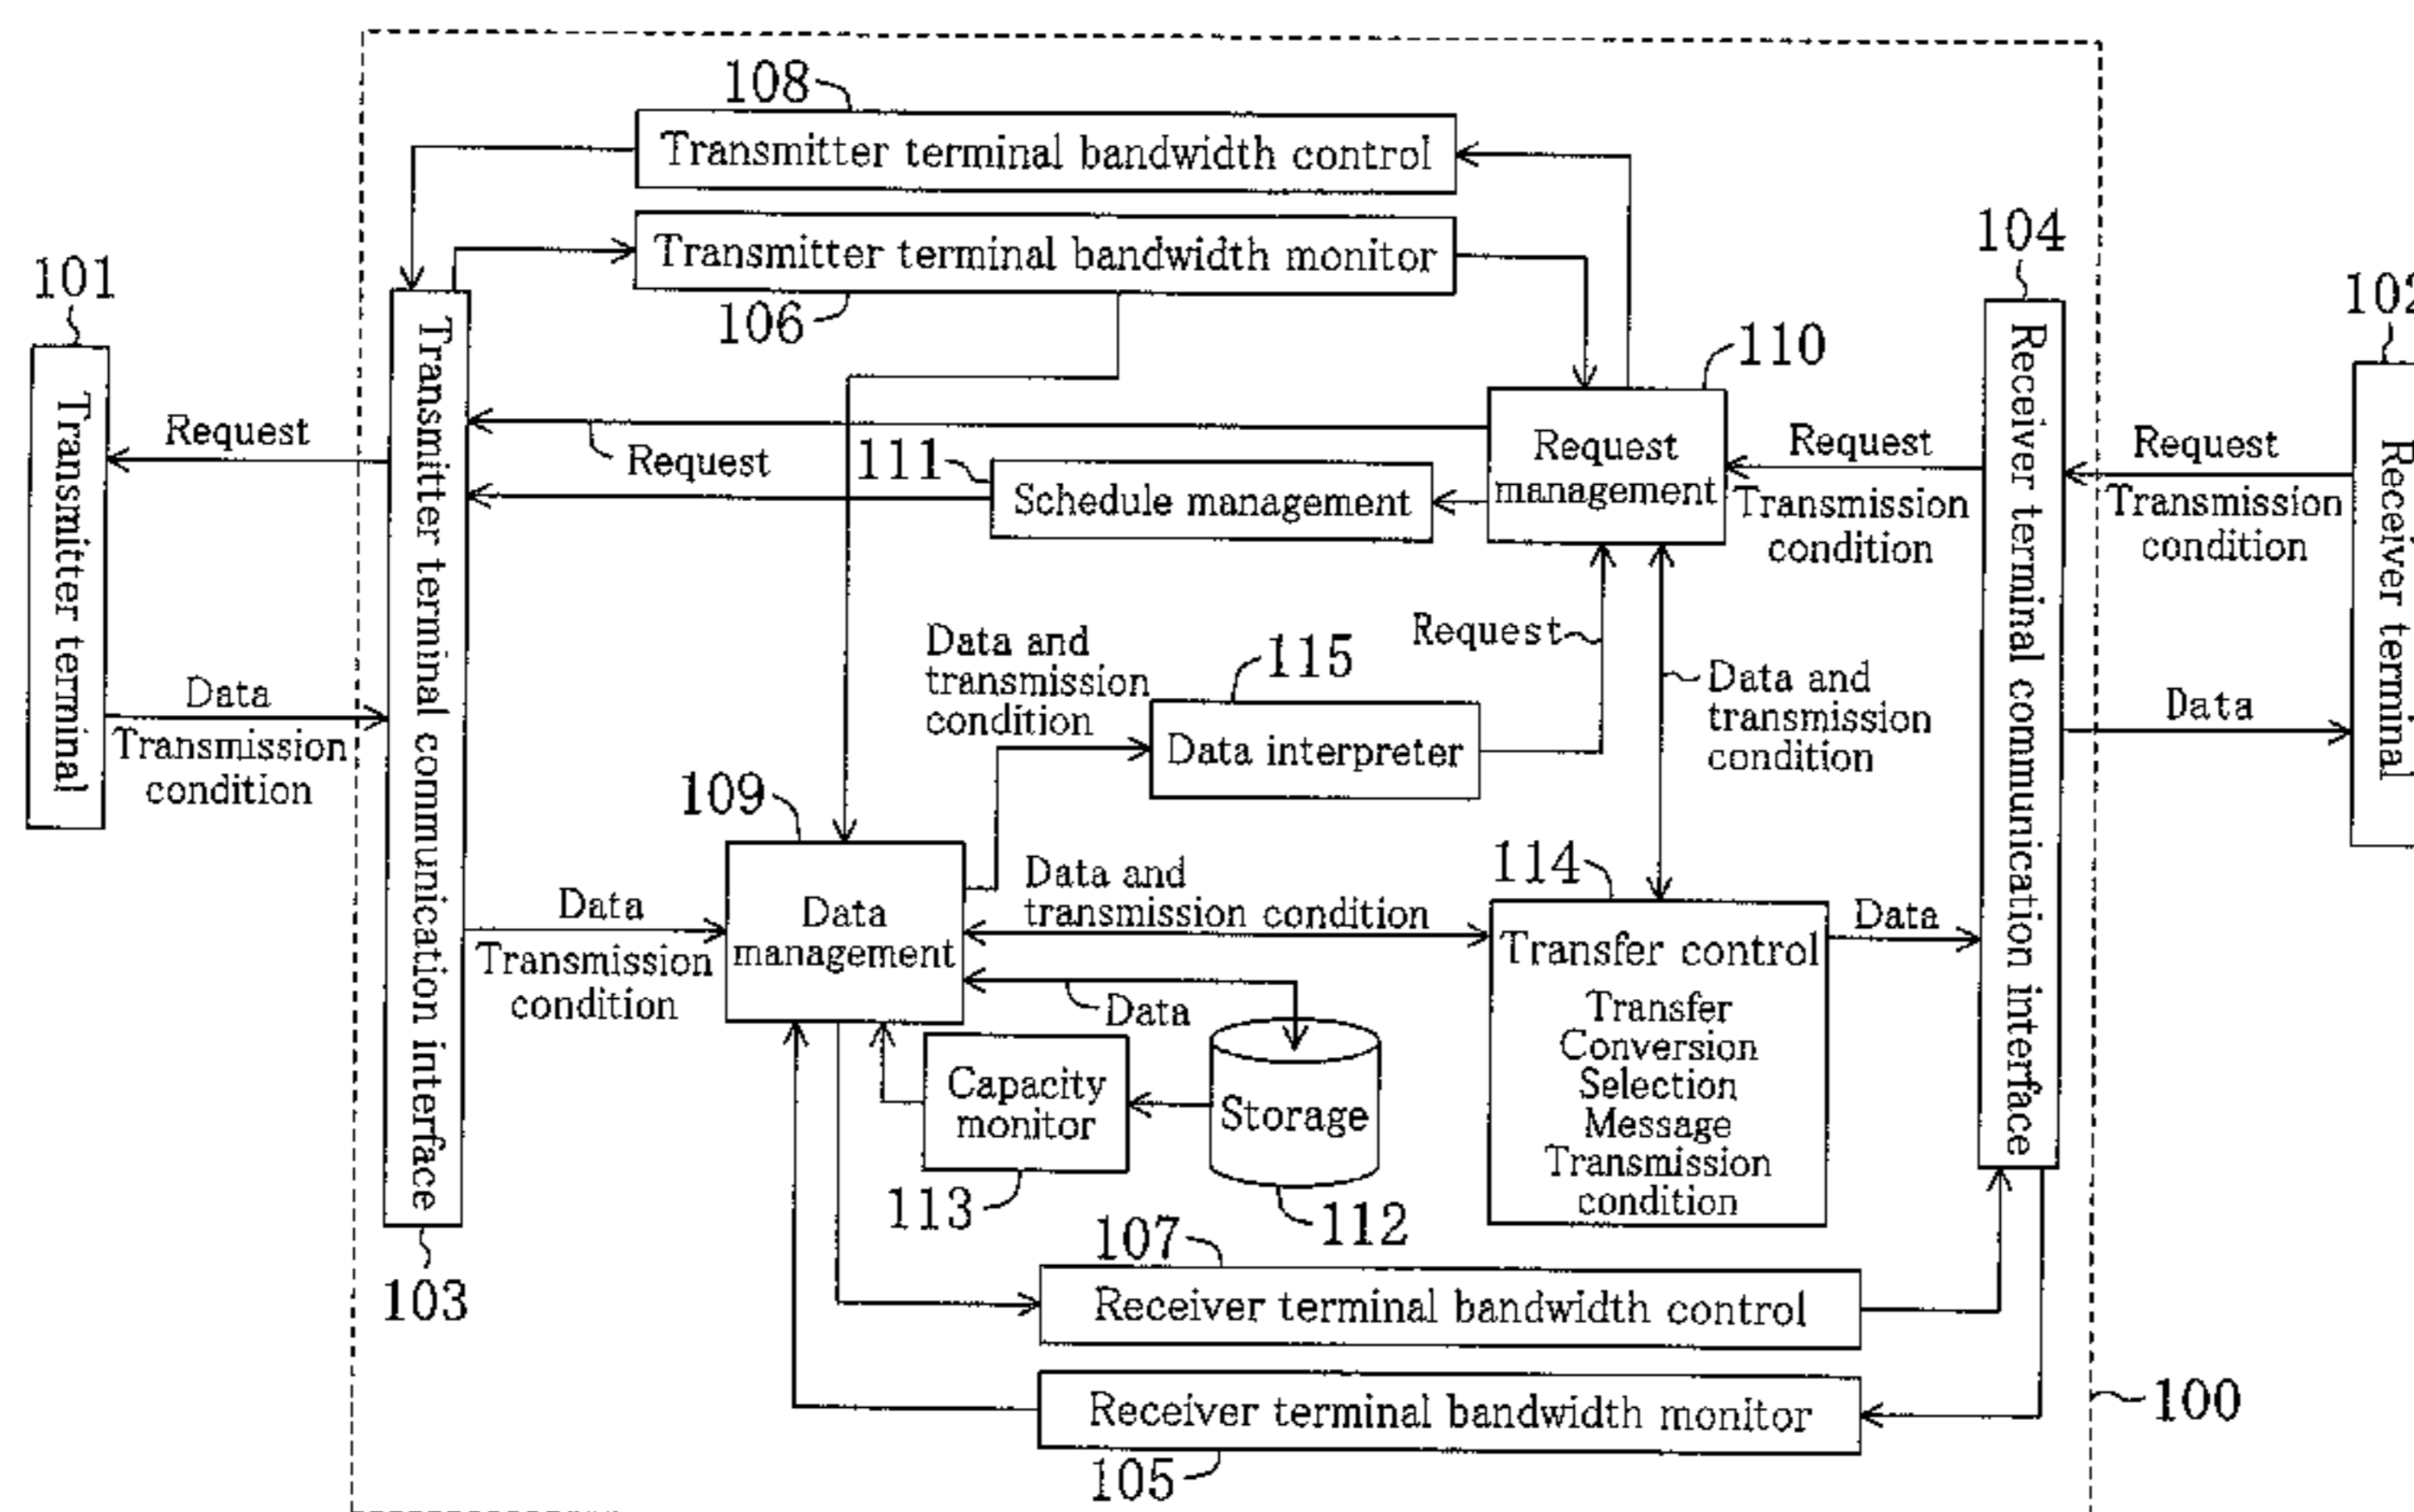 108
Transmitter terminal bandwidth control
Transmitter terminal bandwidth monitor
106
101
Transmitter terminal
Request
Data
Transmission
condition
Transmitter terminal communication interface
103
Request
111
Schedule management
110
Request
management
Request
Transmission
condition
104
Receiver terminal communication interface
Request
Transmission
condition
Data
Receiver terminal
Data and
transmission
condition
115
Data interpreter
Request
Data and
transmission
condition
109
Data
management
Data
Transmission
condition
Data and
transmission condition
Data
Capacity
monitor
113
Storage
112
114
Transfer control
Transfer
Conversion
Selection
Message
Transmission
condition
Data
107
Receiver terminal bandwidth control
Receiver terminal bandwidth monitor
105
100